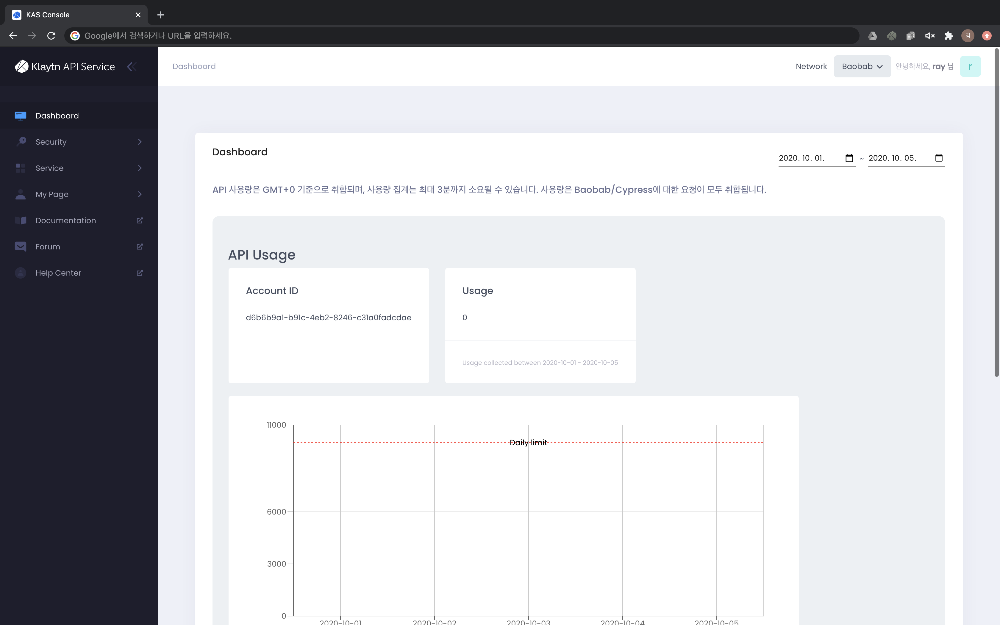 KAS Console
Google에서 검색하거나 URL을 입력하세요.
김
Klaytn API Service
Dashboard
Network
Baobab
안녕하세요, ray 님
r
Dashboard
Security
Service
My Page
Documentation
Forum
Help Center
Dashboard
2020. 10. 01.
~
2020. 10. 05.
API 사용량은 GMT+0 기준으로 취합되며, 사용량 집계는 최대 3분까지 소요될 수 있습니다. 사용량은 Baobab/Cypress에 대한 요청이 모두 취합됩니다.
API Usage
Account ID
d6b6b9a1-b91c-4eb2-8246-c31a0fadcdae
Usage
0
Usage collected between 2020-10-01 - 2020-10-05
11000
Daily limit
6000
3000
0
2020-10-01
2020-10-02
2020-10-03
2020-10-04
2020-10-05